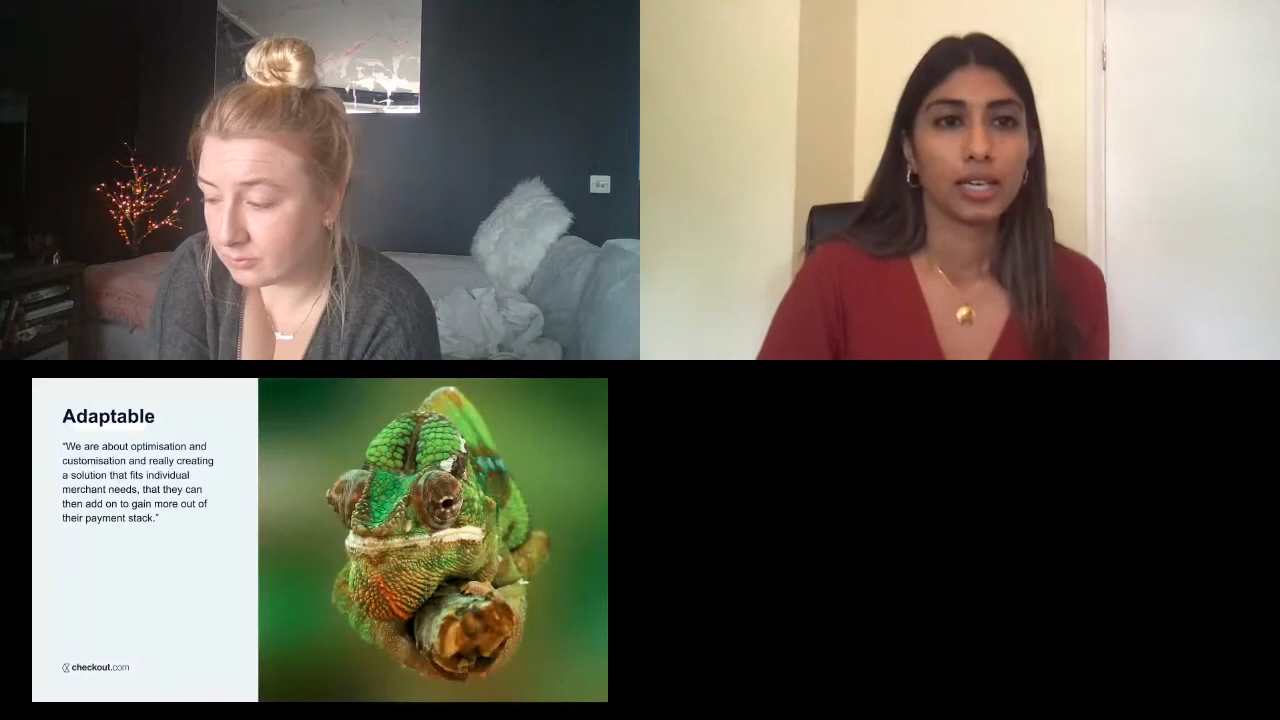 Adaptable
“We are about optimisation and
customisation and really creating
a solution that fits individual
merchant needs, that they can
then add on to gain more out of
their payment stack.”
checkout.com